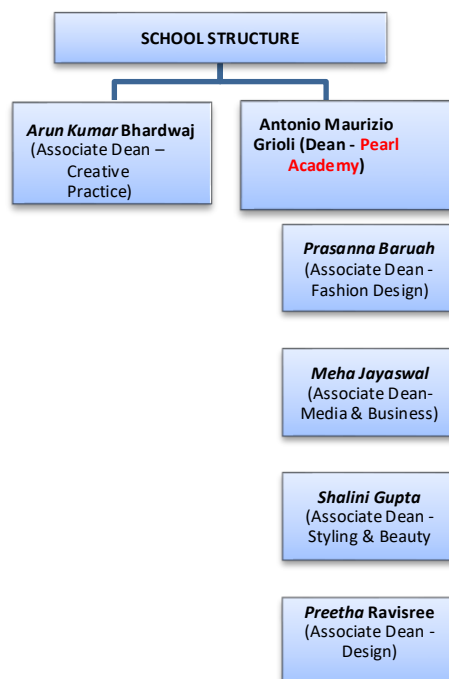 SCHOOL STRUCTURE
Arun Kumar Bhardwaj
(Associate Dean –
Creative
Practice)
Antonio Maurizio
Grioli (Dean - Pearl
Academy)
Prasanna Baruah
(Associate Dean -
Fashion Design)
Meha Jayaswal
(Associate Dean-
Media & Business)
Shalini Gupta
(Associate Dean -
Styling & Beauty
Preetha Ravisree
(Associate Dean -
Design)